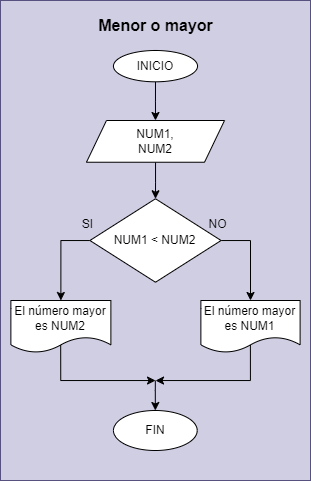 Menor o mayor
INICIO
NUM1,
NUM2
SI
NO
NUM1 < NUM2
El número mayor
es NUM2
El número mayor
es NUM1
FIN